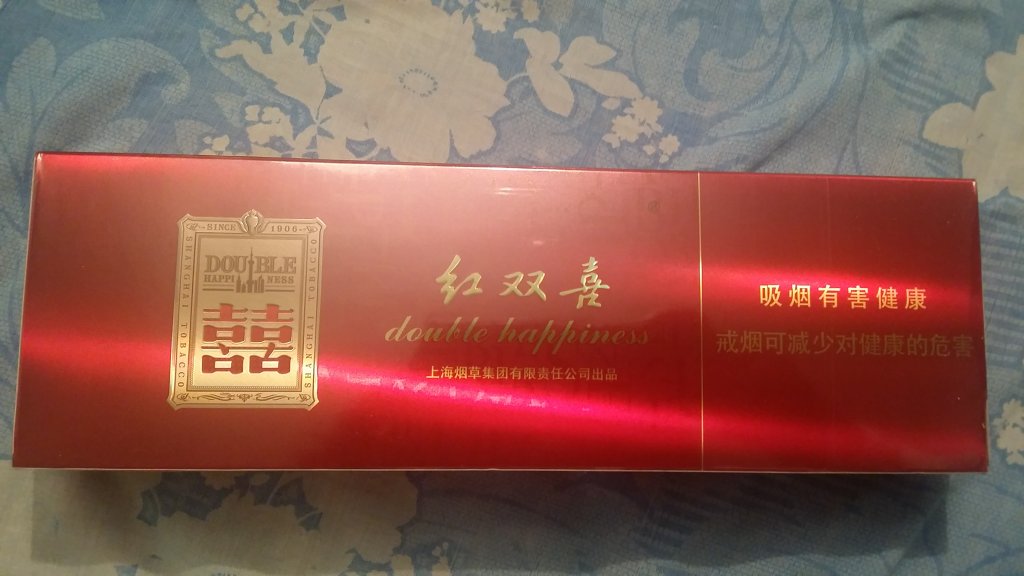 SINCE 1906
SHANGHAI TOBACCO
DOUBLE
HAPPINESS
囍
SHANGHAI TOBACCO
®
红双喜
double happiness
上海烟草集团有限责任公司出品
吸烟有害健康
戒烟可减少对健康的危害